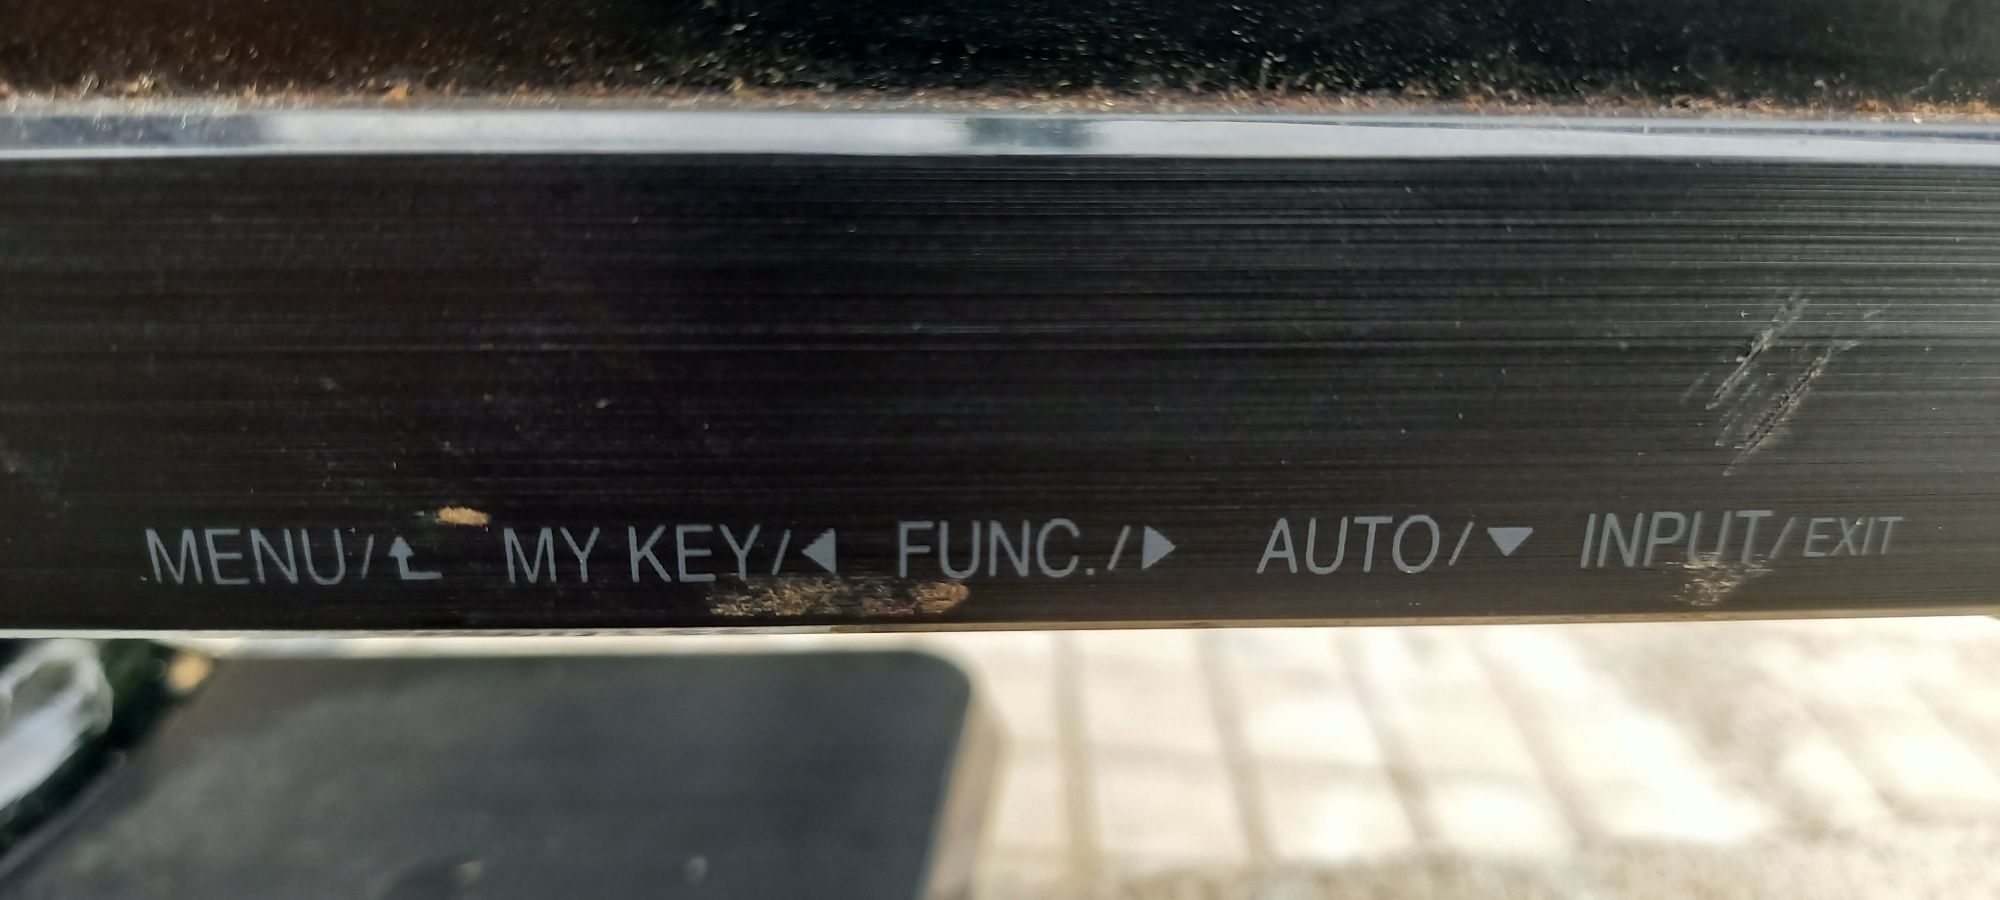 MENU/⮤ MY KEY/◀ FUNC./▶ AUTO/▼ INPUT/EXIT